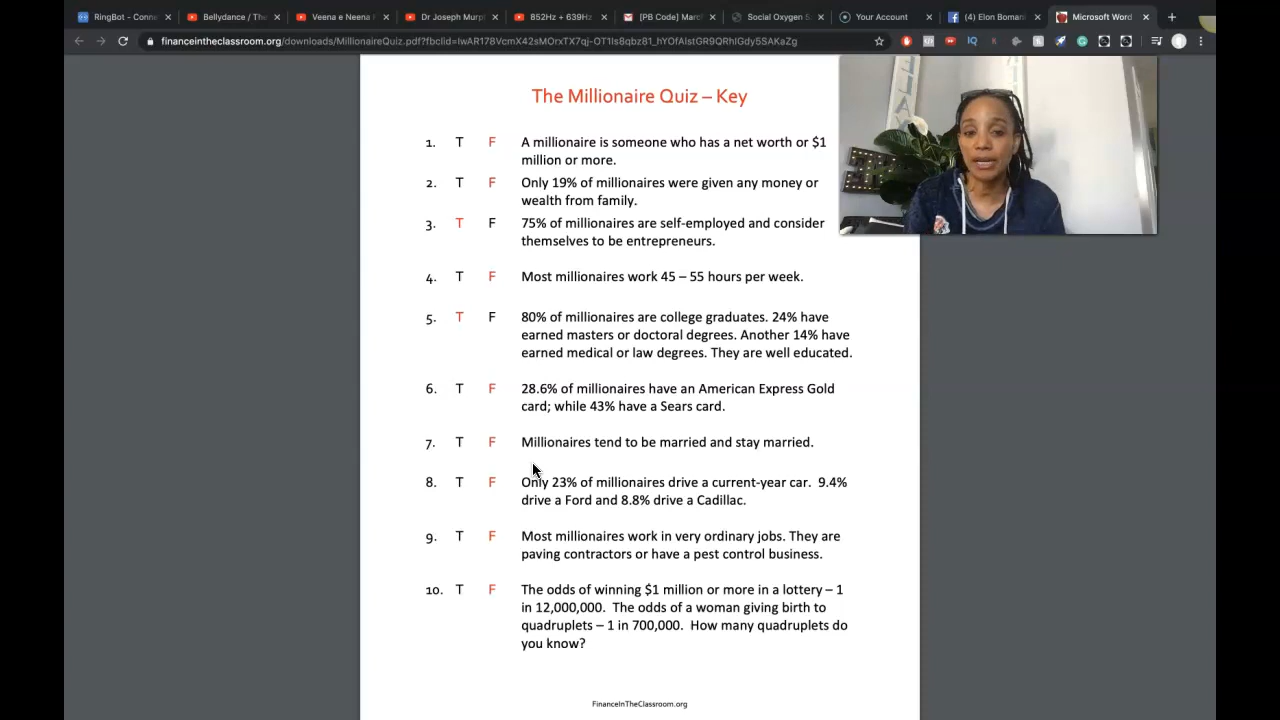 RingBot - Conne
Bellydance / The
Veena e Neena F
Dr Joseph Murp
852Hz + 639Hz
[PB Code] March
Social Oxygen S
Your Account
(4) Elon Bomani
Microsoft Word
financeintheclassroom.org/downloads/MillionaireQuiz.pdf?fbclid=IwAR178VcmX42sMOrxTX7qj-OT1Is8qbz81_hYOfAIstGR9QRhIGdy5SAKaZg
The Millionaire Quiz – Key
1. T F A millionaire is someone who has a net worth or $1
million or more.
2. T F Only 19% of millionaires were given any money or
wealth from family.
3. T F 75% of millionaires are self-employed and consider
themselves to be entrepreneurs.
4. T F Most millionaires work 45 – 55 hours per week.
5. T F 80% of millionaires are college graduates. 24% have
earned masters or doctoral degrees. Another 14% have
earned medical or law degrees. They are well educated.
6. T F 28.6% of millionaires have an American Express Gold
card; while 43% have a Sears card.
7. T F Millionaires tend to be married and stay married.
8. T F Only 23% of millionaires drive a current-year car. 9.4%
drive a Ford and 8.8% drive a Cadillac.
9. T F Most millionaires work in very ordinary jobs. They are
paving contractors or have a pest control business.
10. T F The odds of winning $1 million or more in a lottery – 1
in 12,000,000. The odds of a woman giving birth to
quadruplets – 1 in 700,000. How many quadruplets do
you know?
FinanceInTheClassroom.org